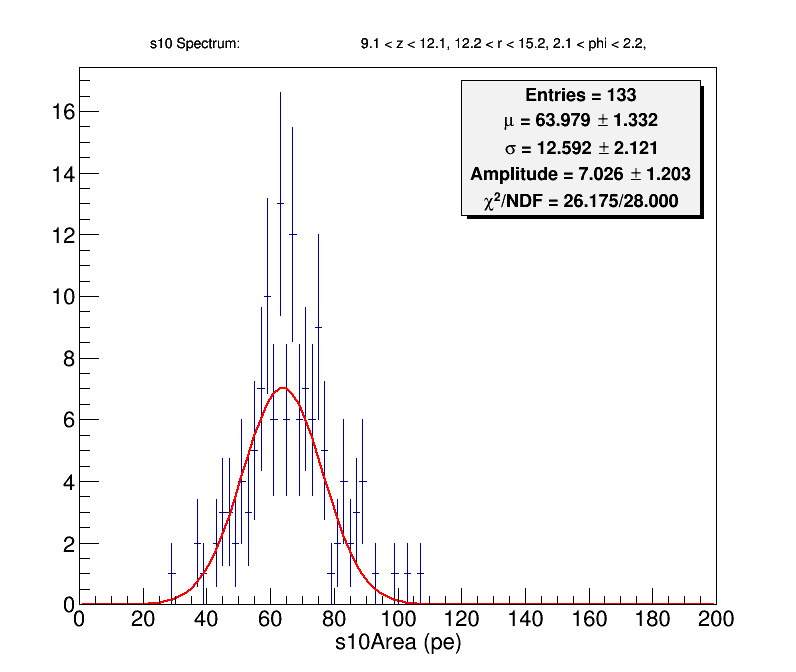 s10 Spectrum: 9.1 < z < 12.1, 12.2 < r < 15.2, 2.1 < phi < 2.2,
Entries = 133
μ = 63.979 ± 1.332
σ = 12.592 ± 2.121
Amplitude = 7.026 ± 1.203
χ²/NDF = 26.175/28.000
16
14
12
10
8
6
4
2
0
0 20 40 60 80 100 120 140 160 180 200
s10Area (pe)